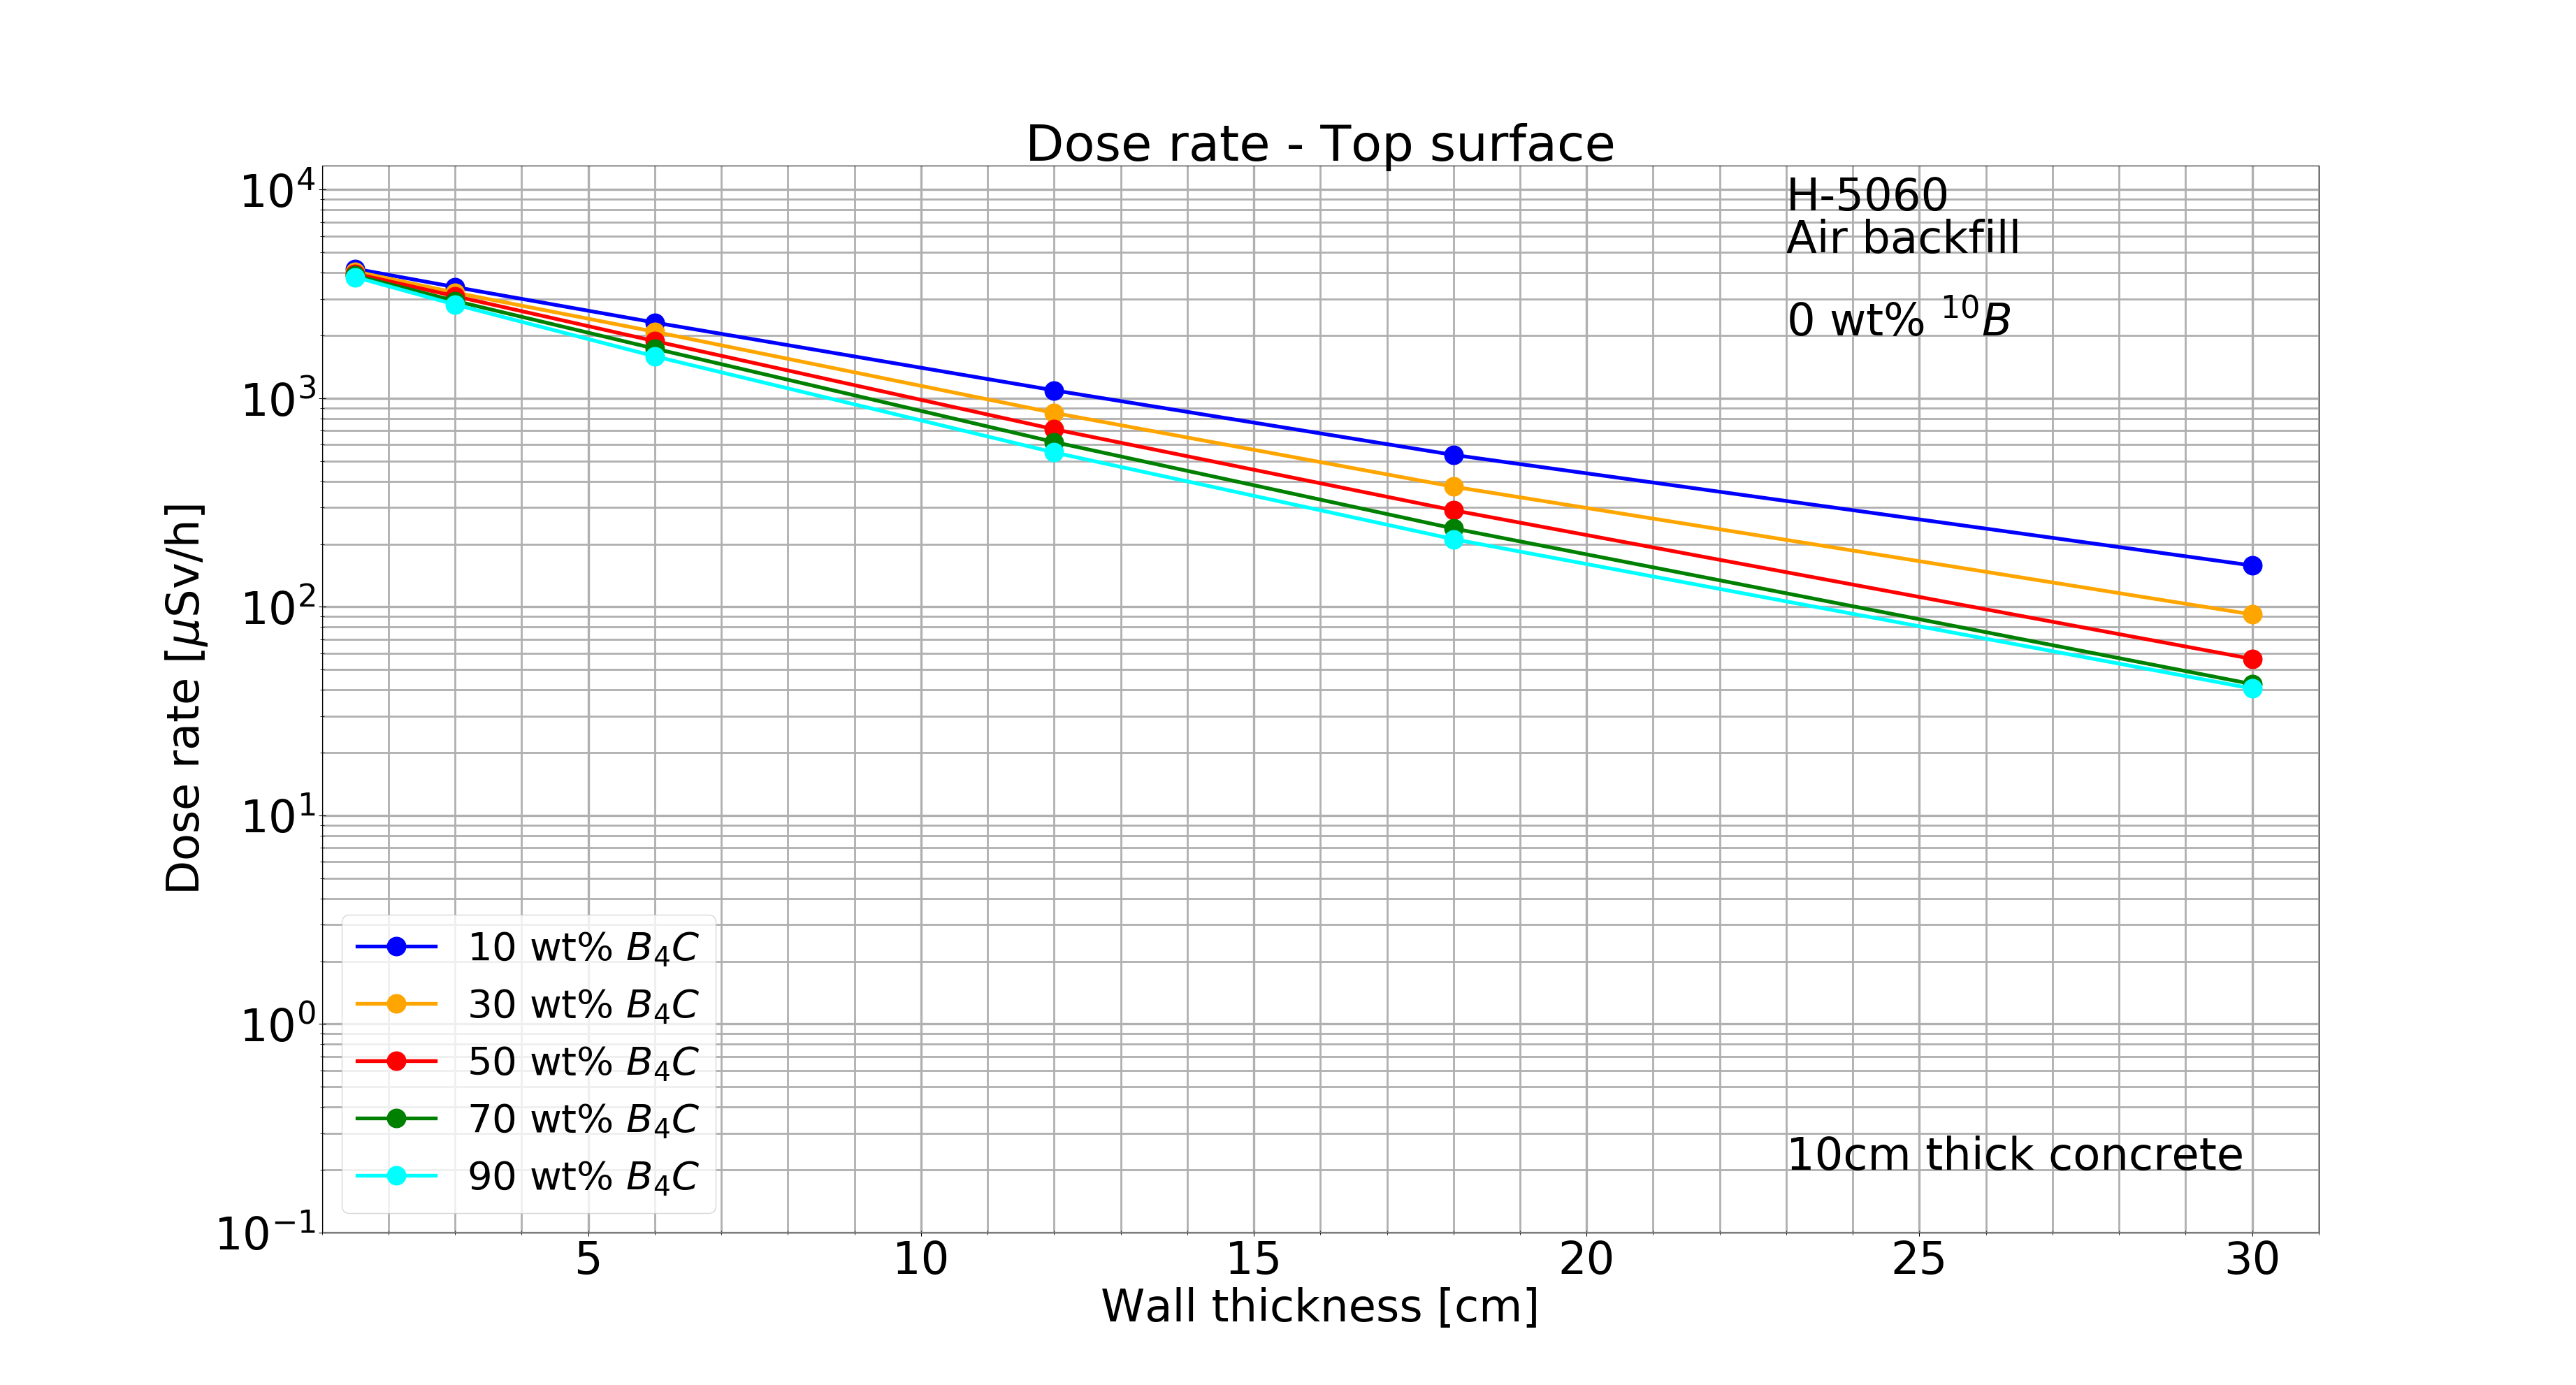 Dose rate - Top surface
H-5060
Air backfill
0 wt% ¹⁰B
10⁴
10³
10²
10¹
10⁰
10⁻¹
Dose rate [μSv/h]
10 wt% B₄C
30 wt% B₄C
50 wt% B₄C
70 wt% B₄C
90 wt% B₄C
10cm thick concrete
5 10 15 20 25 30
Wall thickness [cm]